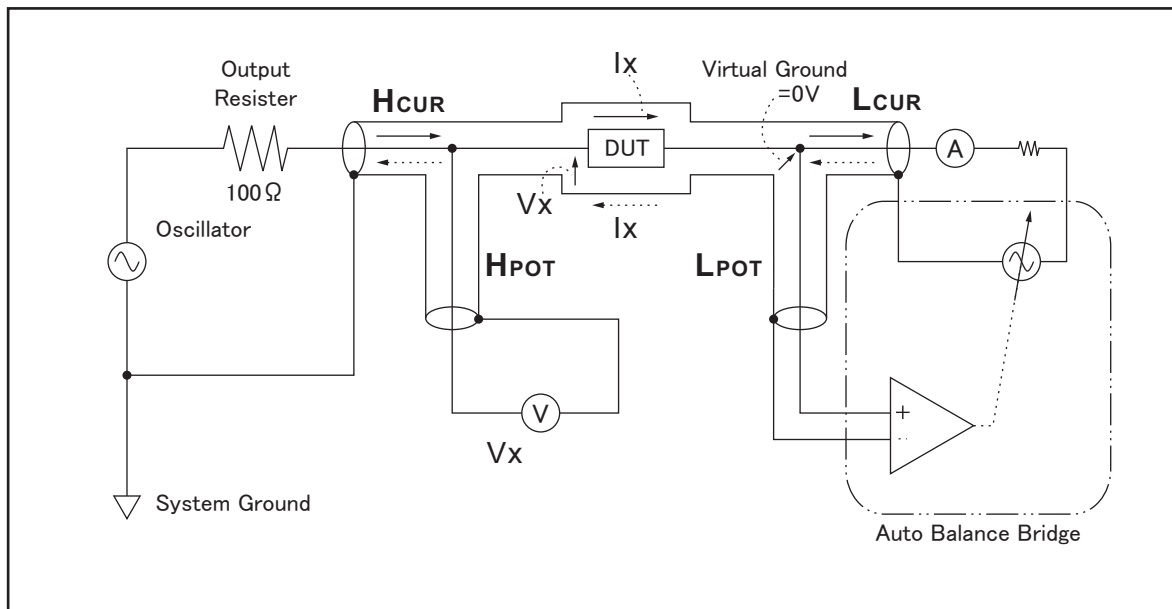 Output
Resister
100Ω
Oscillator
System Ground
HCUR
Ix
DUT
Vx
Ix
Virtual Ground
=0V
LCUR
A
HPOT
LPOT
V
Vx
+
-
Auto Balance Bridge